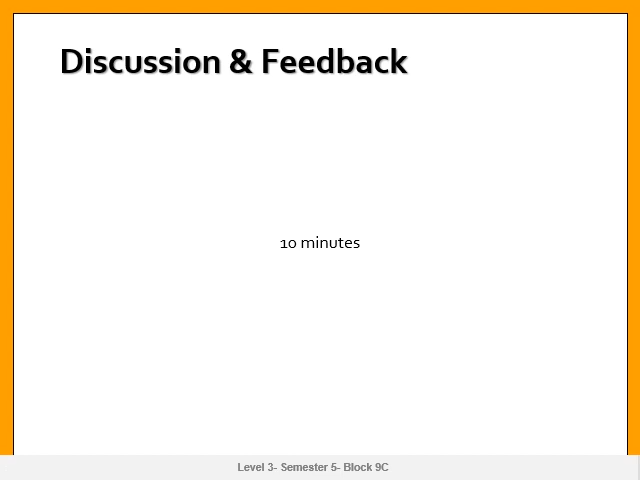 Discussion & Feedback
10 minutes
Level 3- Semester 5- Block 9C